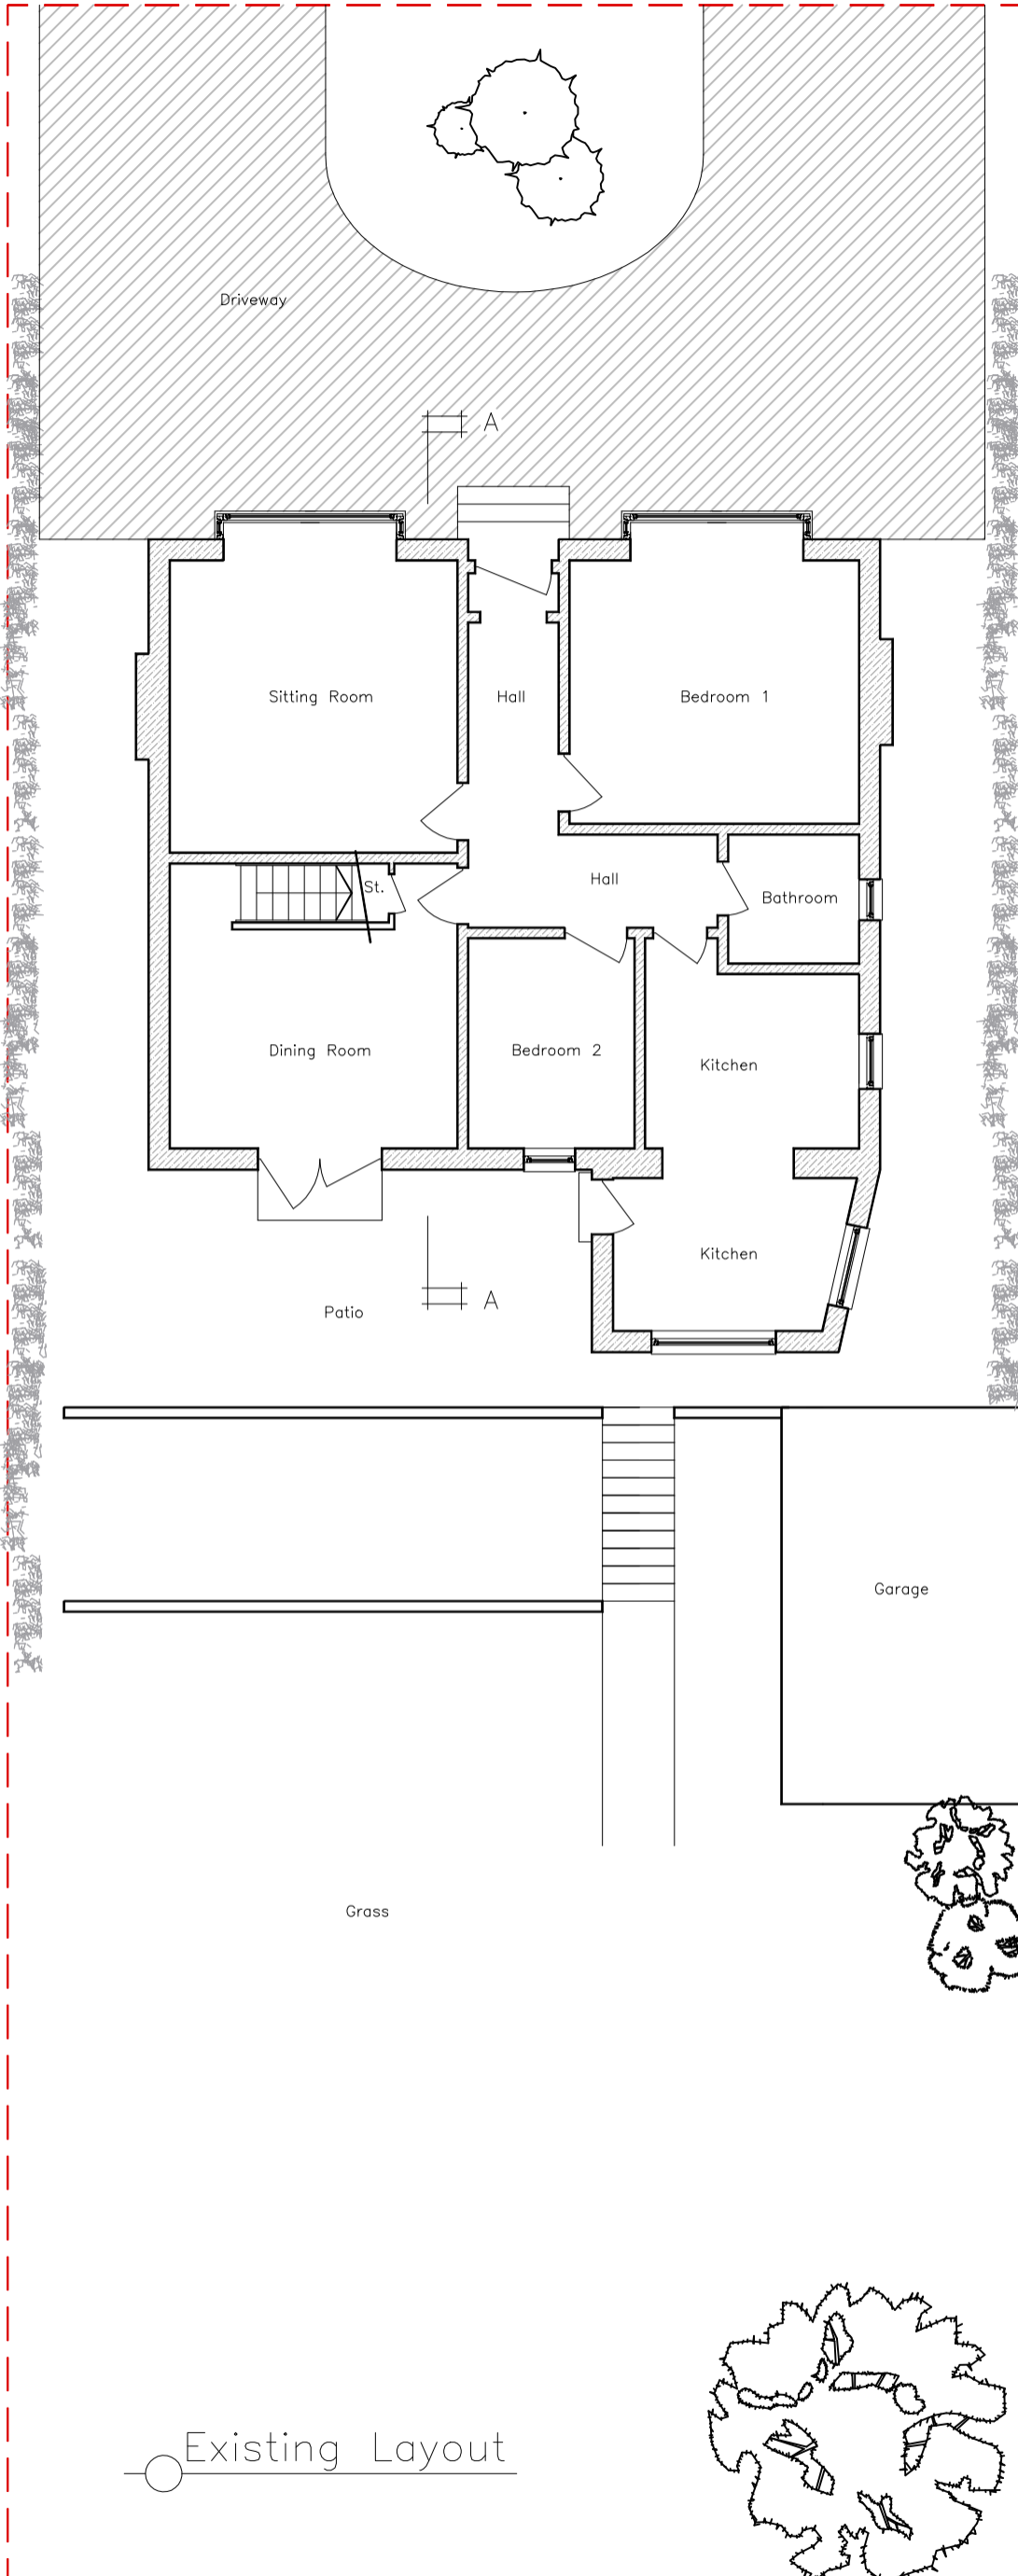 Driveway
A
Sitting Room
Hall
Bedroom 1
Hall
St.
Bathroom
Dining Room
Bedroom 2
Kitchen
Kitchen
A
Patio
Garage
Grass
Existing Layout